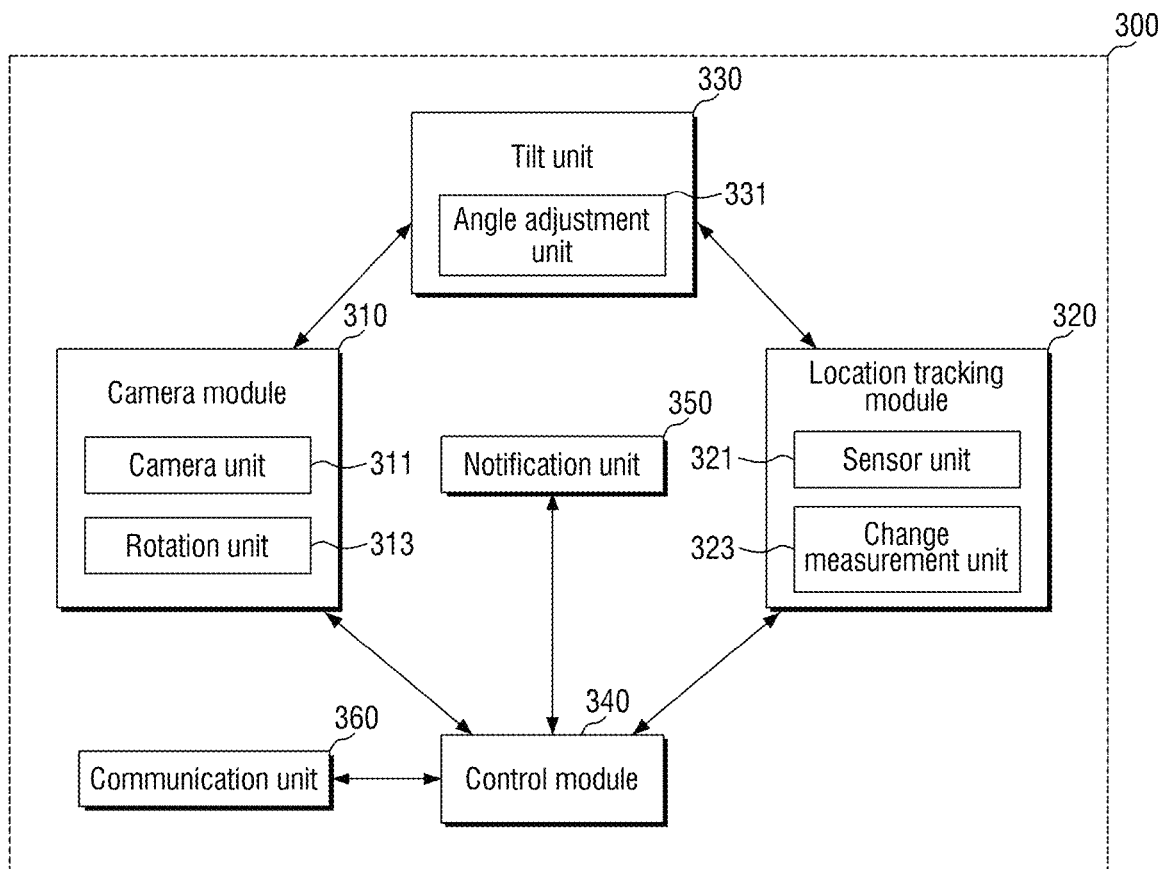 300
330
Tilt unit
331
Angle adjustment
unit
310
320
Camera module
Location tracking
module
350
Camera unit
311
Notification unit
321
Sensor unit
Rotation unit
313
323
Change
measurement unit
340
360
Communication unit
Control module